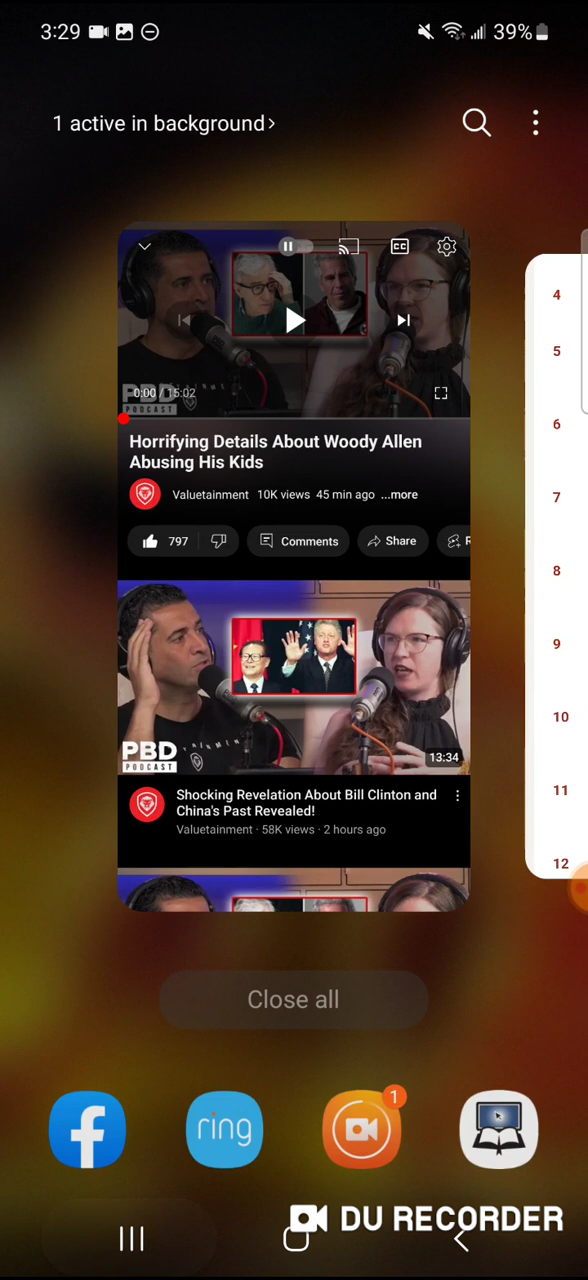 3:29
39%
1 active in background
CC
0:00 / 15:02
PBD
PODCAST
Horrifying Details About Woody Allen
Abusing His Kids
Valuetainment 10K views 45 min ago ...more
797
Comments
Share
R
PBD
PODCAST
13:34
Shocking Revelation About Bill Clinton and
China's Past Revealed!
Valuetainment · 58K views · 2 hours ago
4
5
6
7
8
9
10
11
12
Close all
f
ring
1
DU RECORDER